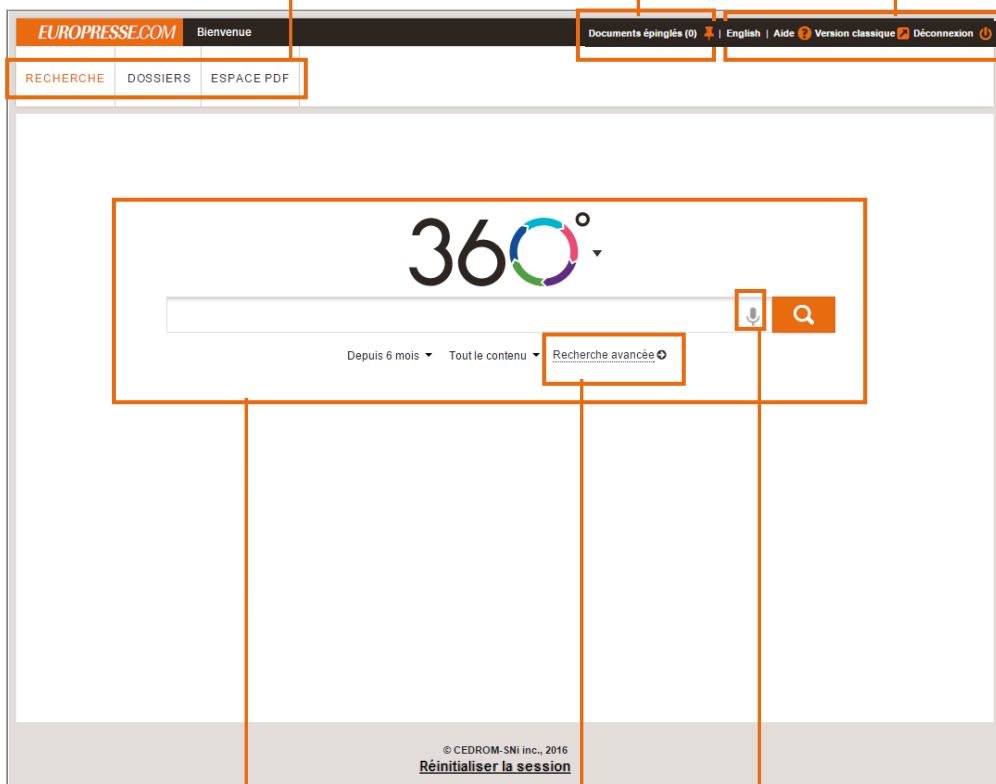 EUROPRESSE.COM Bienvenue Documents épinglés (0) | English | Aide ? Version classique Déconnexion
RECHERCHE DOSSIERS ESPACE PDF
360°
Depuis 6 mois Tout le contenu Recherche avancée
© CEDROM-SNi inc., 2016
Réinitialiser la session